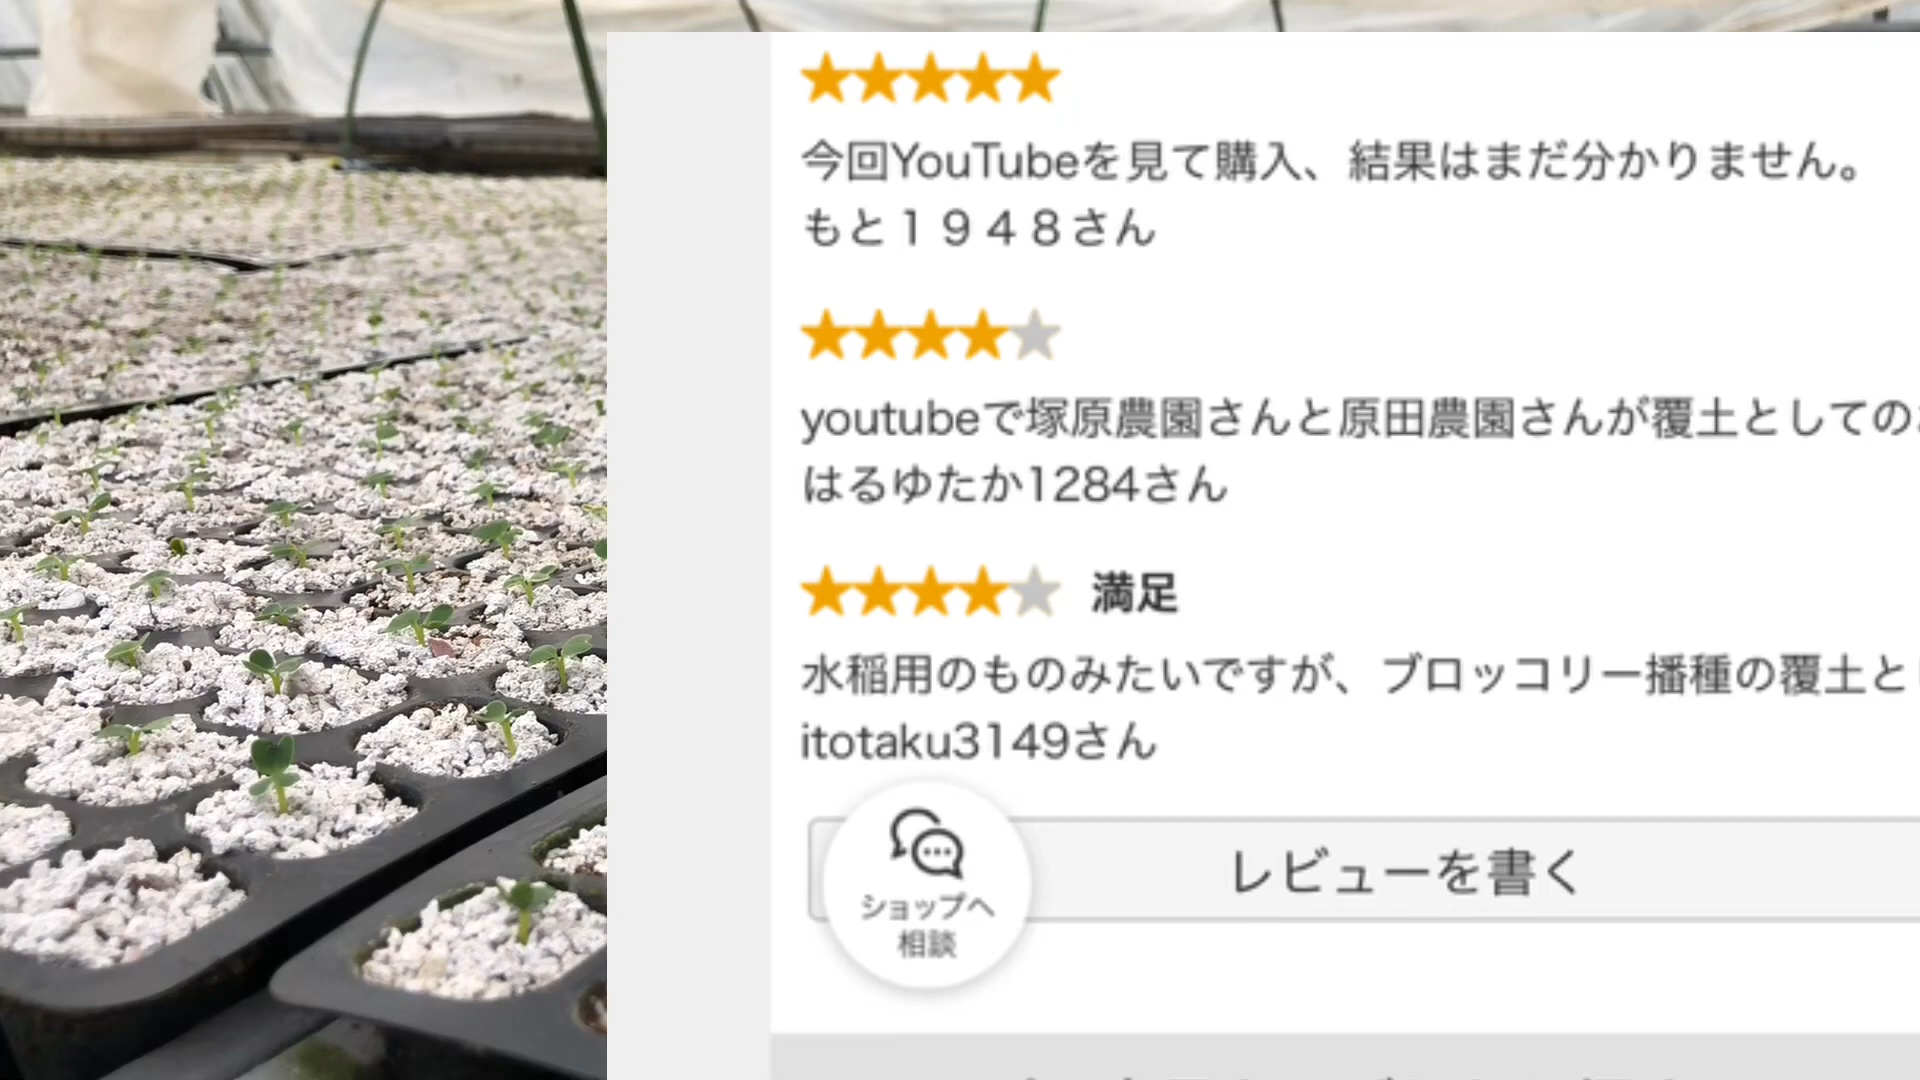 今回YouTubeを見て購入、結果はまだ分かりません。
もと1948さん
youtubeで塚原農園さんと原田農園さんが覆土としての
はるゆたか1284さん
満足
水稲用のものみたいですが、ブロッコリー播種の覆土と
itotaku3149さん
レビューを書く
ショップへ
相談